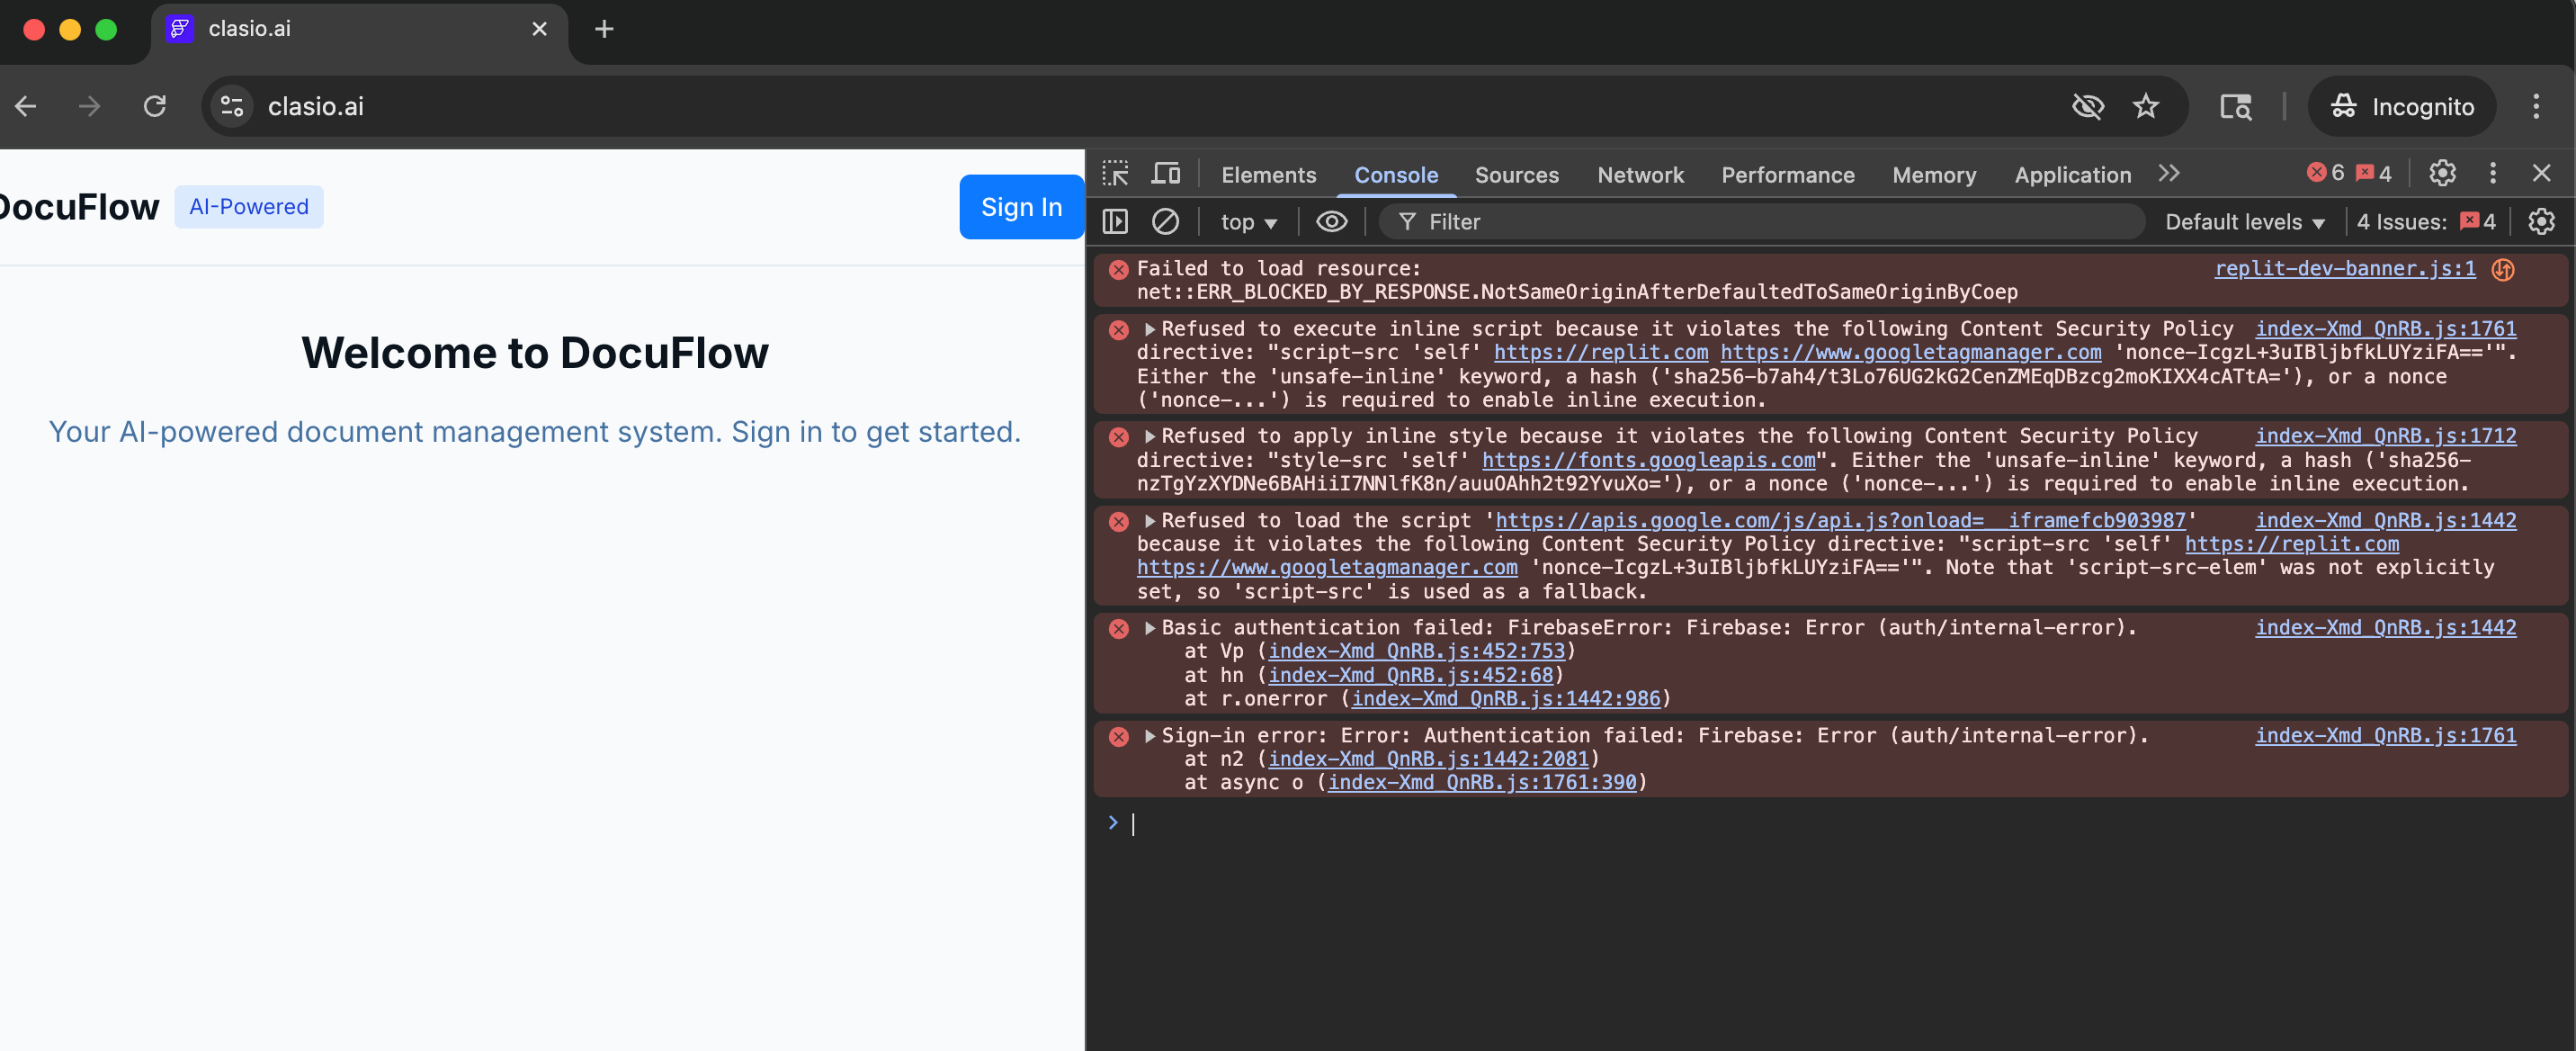 clasio.ai
clasio.ai
Incognito
DocuFlow
AI-Powered
Sign In
Welcome to DocuFlow
Your AI-powered document management system. Sign in to get started.
Elements Console Sources Network Performance Memory Application 6 4
top Filter Default levels 4 Issues: 4
Failed to load resource: replit-dev-banner.js:1
net::ERR_BLOCKED_BY_RESPONSE.NotSameOriginAfterDefaultedToSameOriginByCoep
Refused to execute inline script because it violates the following Content Security Policy index-Xmd_QnRB.js:1761
directive: "script-src 'self' https://replit.com https://www.googletagmanager.com 'nonce-IcgzL+3uIBljbfkLUYziFA=='".
Either the 'unsafe-inline' keyword, a hash ('sha256-b7ah4/t3Lo76UG2kG2CenZMEqDBzcg2moKIXX4cATtA='), or a nonce
('nonce-...') is required to enable inline execution.
Refused to apply inline style because it violates the following Content Security Policy index-Xmd_QnRB.js:1712
directive: "style-src 'self' https://fonts.googleapis.com". Either the 'unsafe-inline' keyword, a hash ('sha256-
nzTgYzXYDNe6BAHiiI7NNlfK8n/auuOAhh2t92YvuXo='), or a nonce ('nonce-...') is required to enable inline execution.
Refused to load the script 'https://apis.google.com/js/api.js?onload=__iframefcb903987' index-Xmd_QnRB.js:1442
because it violates the following Content Security Policy directive: "script-src 'self' https://replit.com
https://www.googletagmanager.com 'nonce-IcgzL+3uIBljbfkLUYziFA=='". Note that 'script-src-elem' was not explicitly
set, so 'script-src' is used as a fallback.
Basic authentication failed: FirebaseError: Firebase: Error (auth/internal-error). index-Xmd_QnRB.js:1442
at Vp (index-Xmd_QnRB.js:452:753)
at hn (index-Xmd_QnRB.js:452:68)
at r.onerror (index-Xmd_QnRB.js:1442:986)
Sign-in error: Error: Authentication failed: Firebase: Error (auth/internal-error). index-Xmd_QnRB.js:1761
at n2 (index-Xmd_QnRB.js:1442:2081)
at async o (index-Xmd_QnRB.js:1761:390)